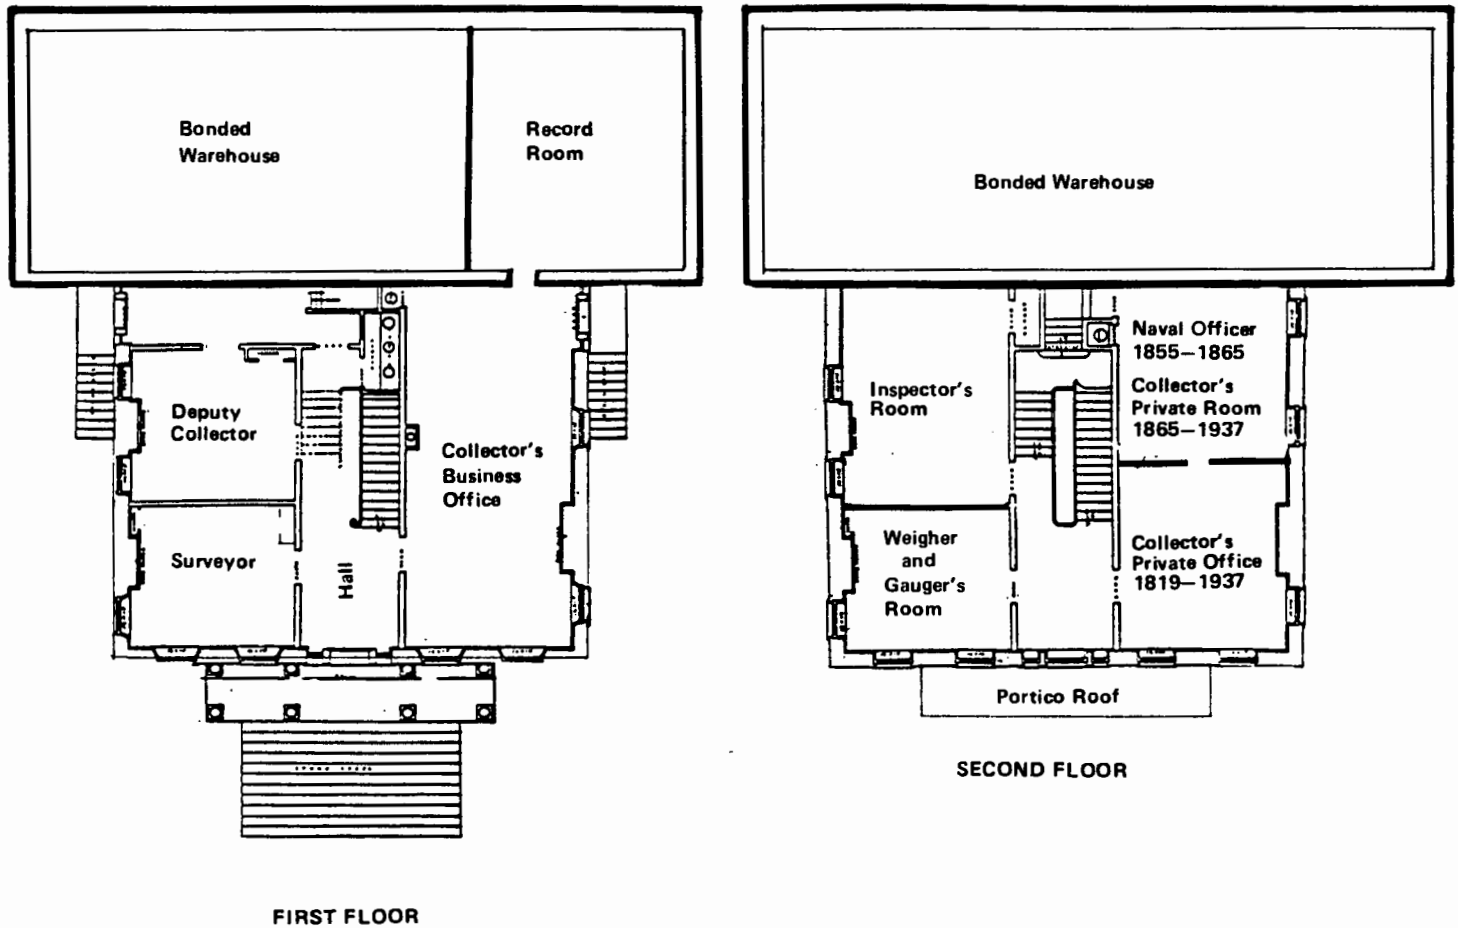 Bonded
Warehouse
Record
Room
Deputy
Collector
Collector's
Business
Office
Surveyor
Hall
FIRST FLOOR
Bonded Warehouse
Naval Officer
1855–1865
Collector's
Private Room
1865–1937
Inspector's
Room
Weigher
and
Gauger's
Room
Collector's
Private Office
1819–1937
Portico Roof
SECOND FLOOR